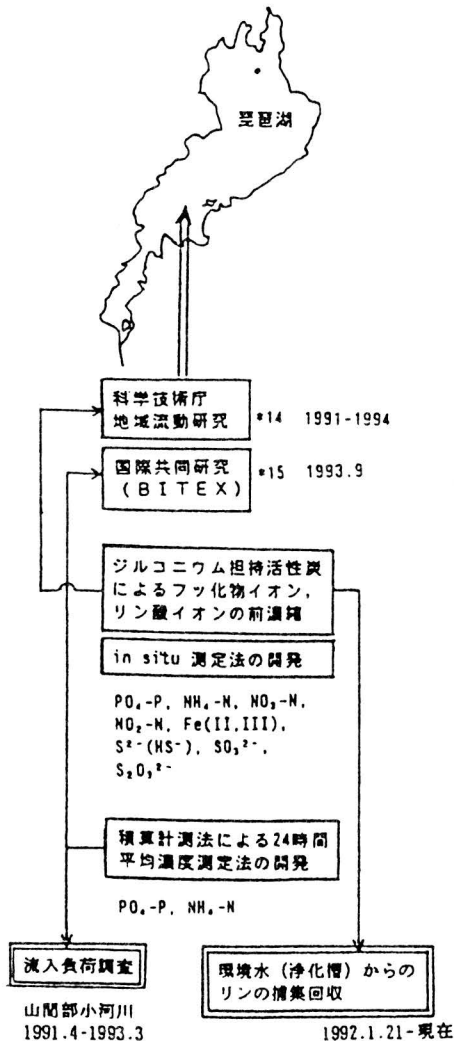 琵琶湖
科学技術庁
地域流動研究 *14 1991-1994
国際共同研究 *15 1993.9
(BITEX)
ジルコニウム担持活性炭
によるフッ化物イオン,
リン酸イオンの前濃縮
in situ 測定法の開発
PO₄-P, NH₄-N, NO₃-N,
NO₂-N, Fe(II,III),
S²⁻(HS⁻), SO₃²⁻,
S₂O₃²⁻
積算計測法による24時間
平均濃度測定法の開発
PO₄-P, NH₄-N
流入負荷調査
山間部小河川
1991.4-1993.3
環境水(浄化槽)からの
リンの捕集回収
1992.1.21-現在